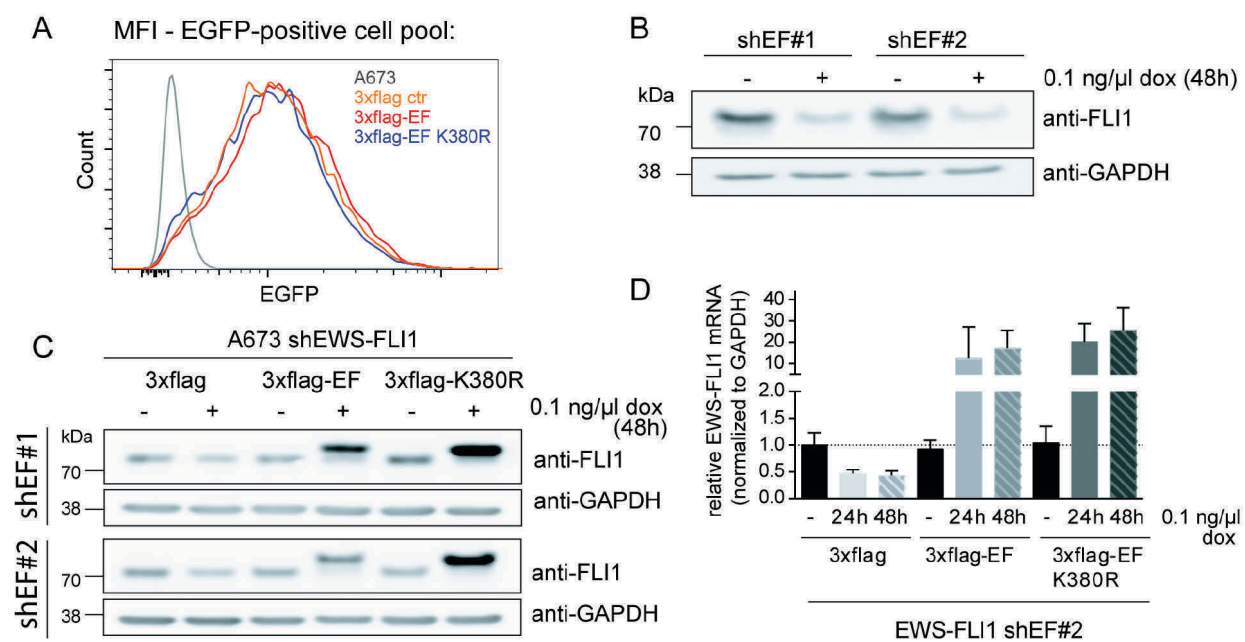 A
MFI - EGFP-positive cell pool:
A673
3xflag ctr
3xflag-EF
3xflag-EF K380R
Count
EGFP
B
shEF#1 shEF#2
- + - + 0.1 ng/µl dox (48h)
kDa
70
anti-FLI1
38
anti-GAPDH
C
A673 shEWS-FLI1
3xflag 3xflag-EF 3xflag-K380R
- + - + - + 0.1 ng/µl dox
(48h)
shEF#1
kDa
70
anti-FLI1
38
anti-GAPDH
shEF#2
70
anti-FLI1
38
anti-GAPDH
D
relative EWS-FLI1 mRNA
(normalized to GAPDH)
40
30
20
10
2.0
1.5
1.0
0.5
0.0
- 24h 48h - 24h 48h - 24h 48h 0.1 ng/µl
dox
3xflag 3xflag-EF 3xflag-EF
K380R
EWS-FLI1 shEF#2